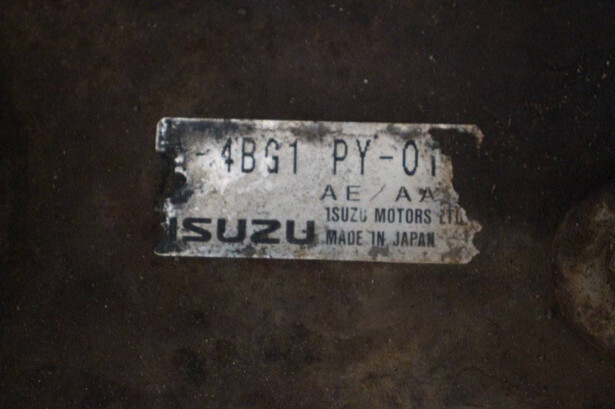 -4BG1 PY-01
AE/AA
ISUZU MOTORS LTD
ISUZU MADE IN JAPAN